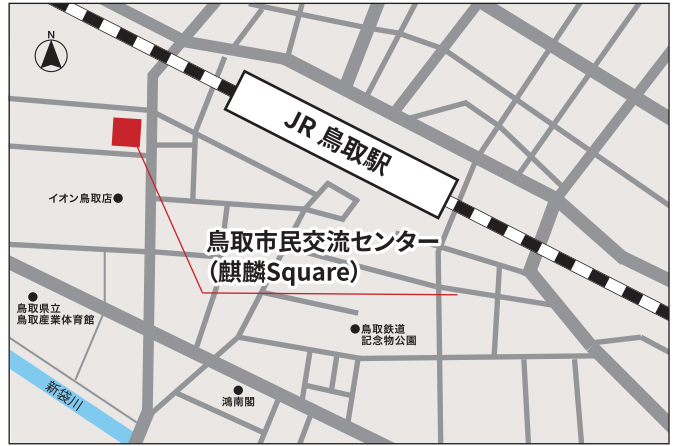 N
JR 鳥取駅
イオン鳥取店
鳥取市民交流センター
（麒麟Square）
鳥取県立
鳥取産業体育館
鳥取鉄道
記念物公園
新袋川
鴻南閣